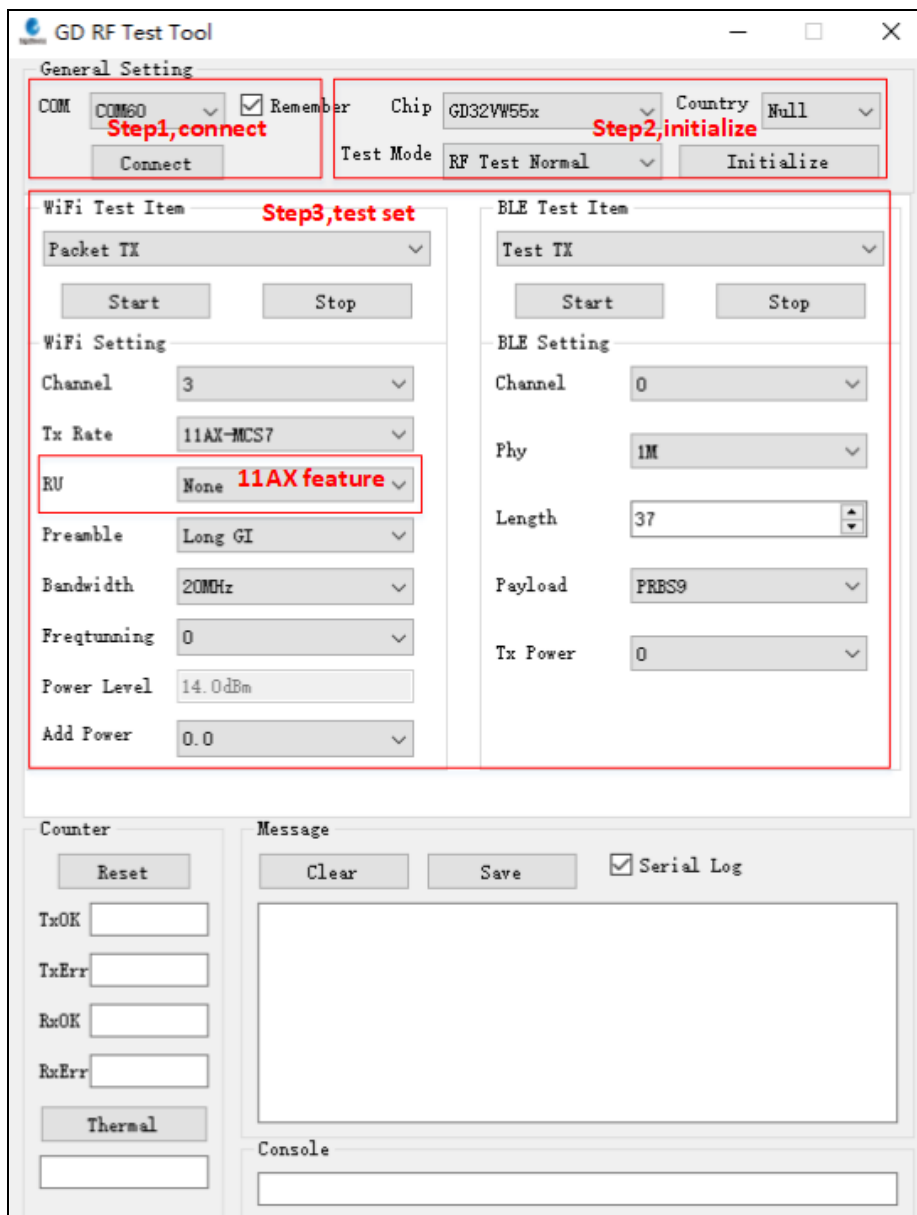 GD RF Test Tool
General Setting
COM COM60 Remember Chip GD32VW55x Country Null
Step1,connect Step2,initialize
Connect Test Mode RF Test Normal Initialize
WiFi Test Item Step3,test set BLE Test Item
Packet TX Test TX
Start Stop Start Stop
WiFi Setting BLE Setting
Channel 3 Channel 0
Tx Rate 11AX-MCS7
Phy 1M
RU None 11AX feature
Length 37
Preamble Long GI
Bandwidth 20MHz Payload PRBS9
Freqtunning 0
Tx Power 0
Power Level 14.0dBm
Add Power 0.0
Counter Message
Reset Clear Save Serial Log
TxOK
TxErr
RxOK
RxErr
Thermal
Console